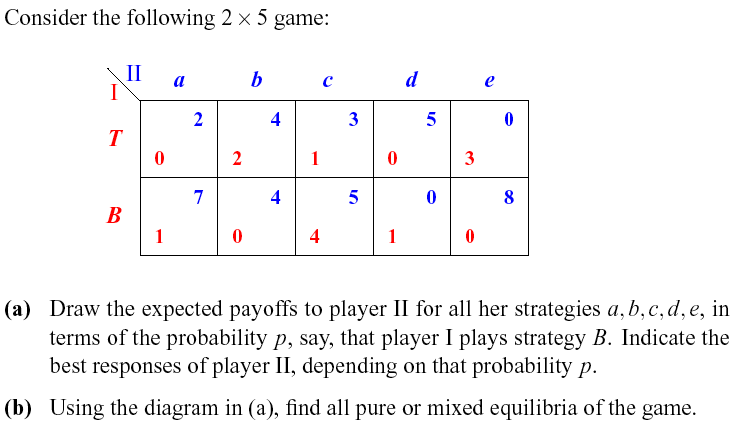 Consider the following 2 × 5 game:
II
I
a b c d e
T
2 4 3 5 0
0 2 1 0 3
B
7 4 5 0 8
1 0 4 1 0
(a) Draw the expected payoffs to player II for all her strategies a, b, c, d, e, in
terms of the probability p, say, that player I plays strategy B. Indicate the
best responses of player II, depending on that probability p.
(b) Using the diagram in (a), find all pure or mixed equilibria of the game.